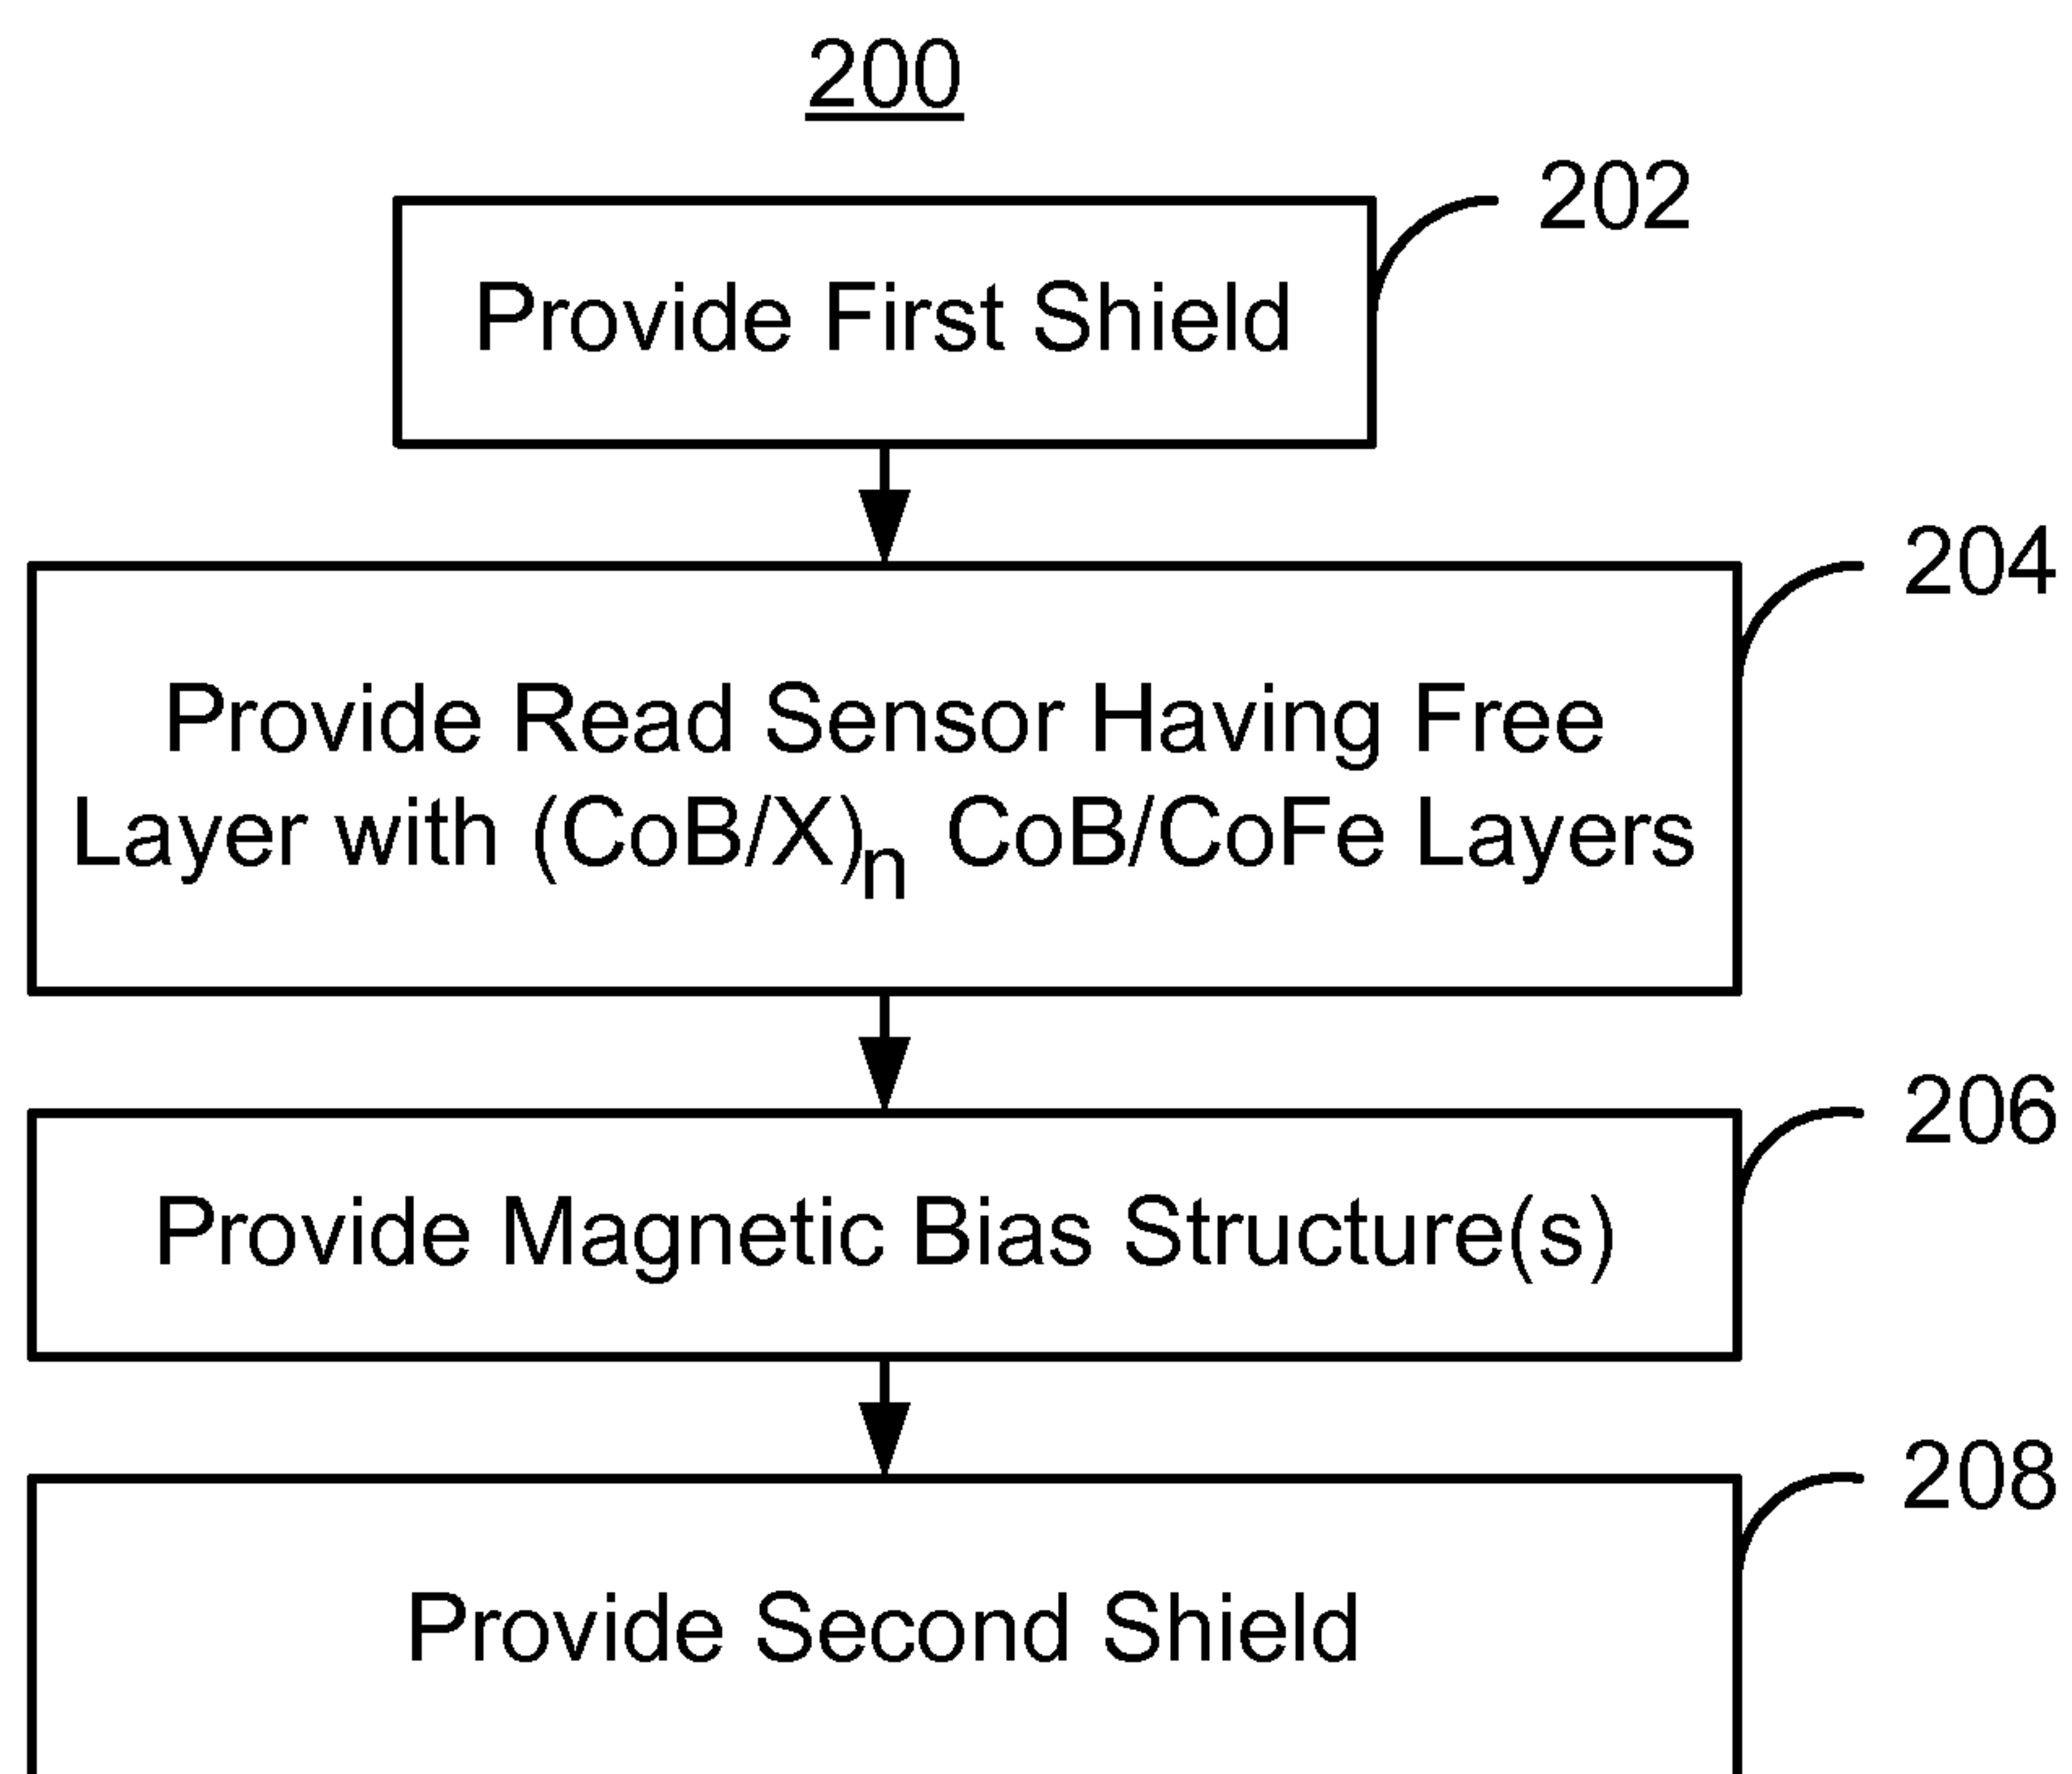 200
202
Provide First Shield
204
Provide Read Sensor Having Free
Layer with (CoB/X)n CoB/CoFe Layers
206
Provide Magnetic Bias Structure(s)
208
Provide Second Shield